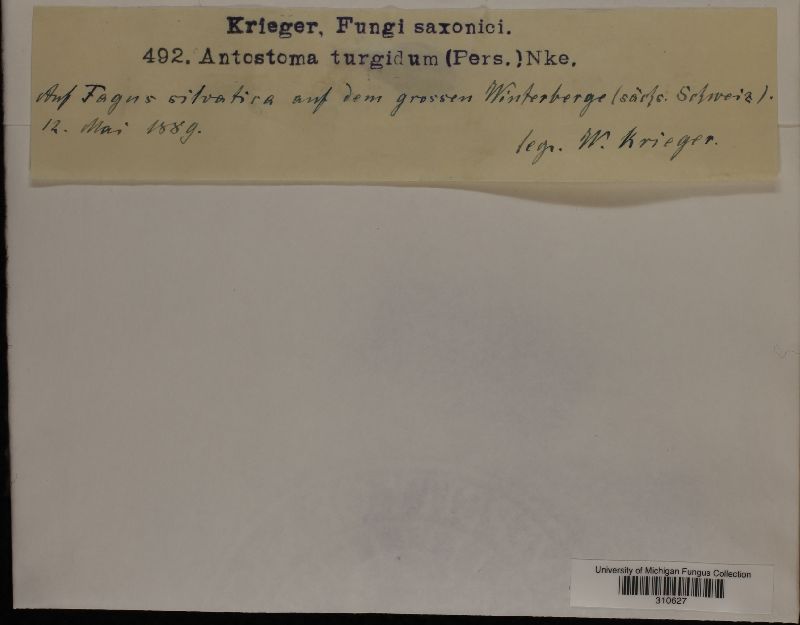 Krieger, Fungi saxonici.
492. Antostoma turgidum (Pers.) Nke.
Auf Fagus silvatica auf dem grossen Winterberge (sächs. Schweiz).
12. Mai 1889.
leg. W. Krieger.
University of Michigan Fungus Collection
310627